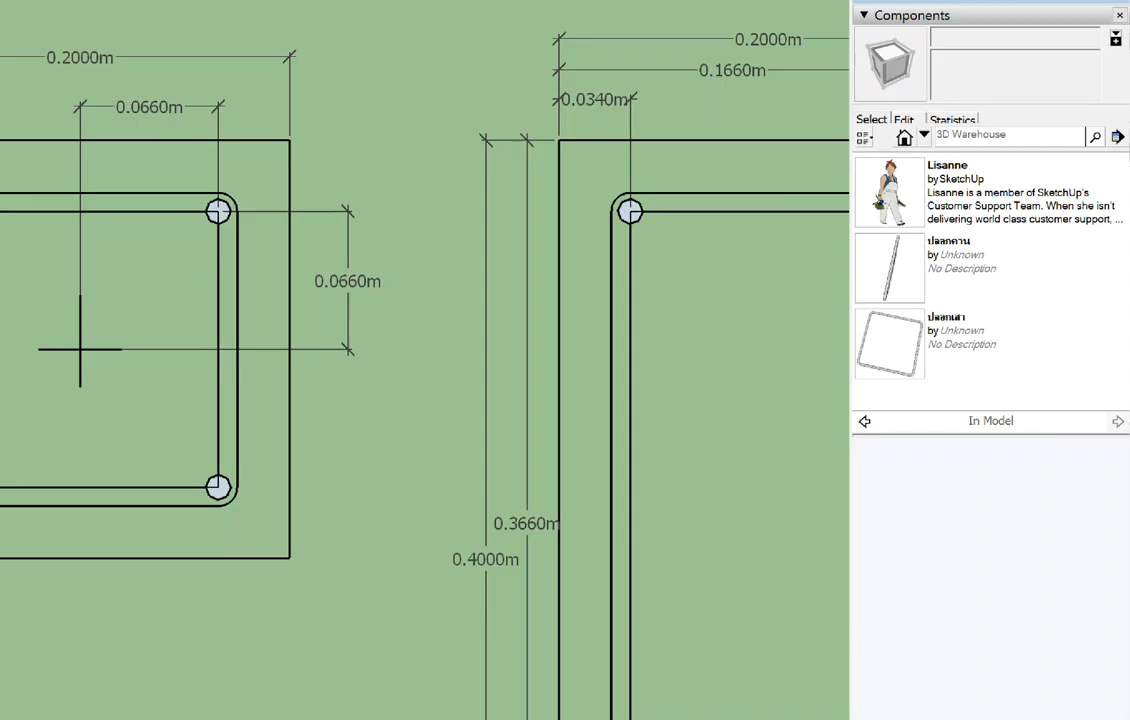 Components
0.2000m
0.0660m
0.0660m
0.2000m
0.1660m
0.0340m
0.3660m
0.4000m
Select Edit Statistics
3D Warehouse
Lisanne
by SketchUp
Lisanne is a member of SketchUp's
Customer Support Team. When she isn't
delivering world class customer support, ...
ปลอกคาน
by Unknown
No Description
ปลอกเสา
by Unknown
No Description
In Model